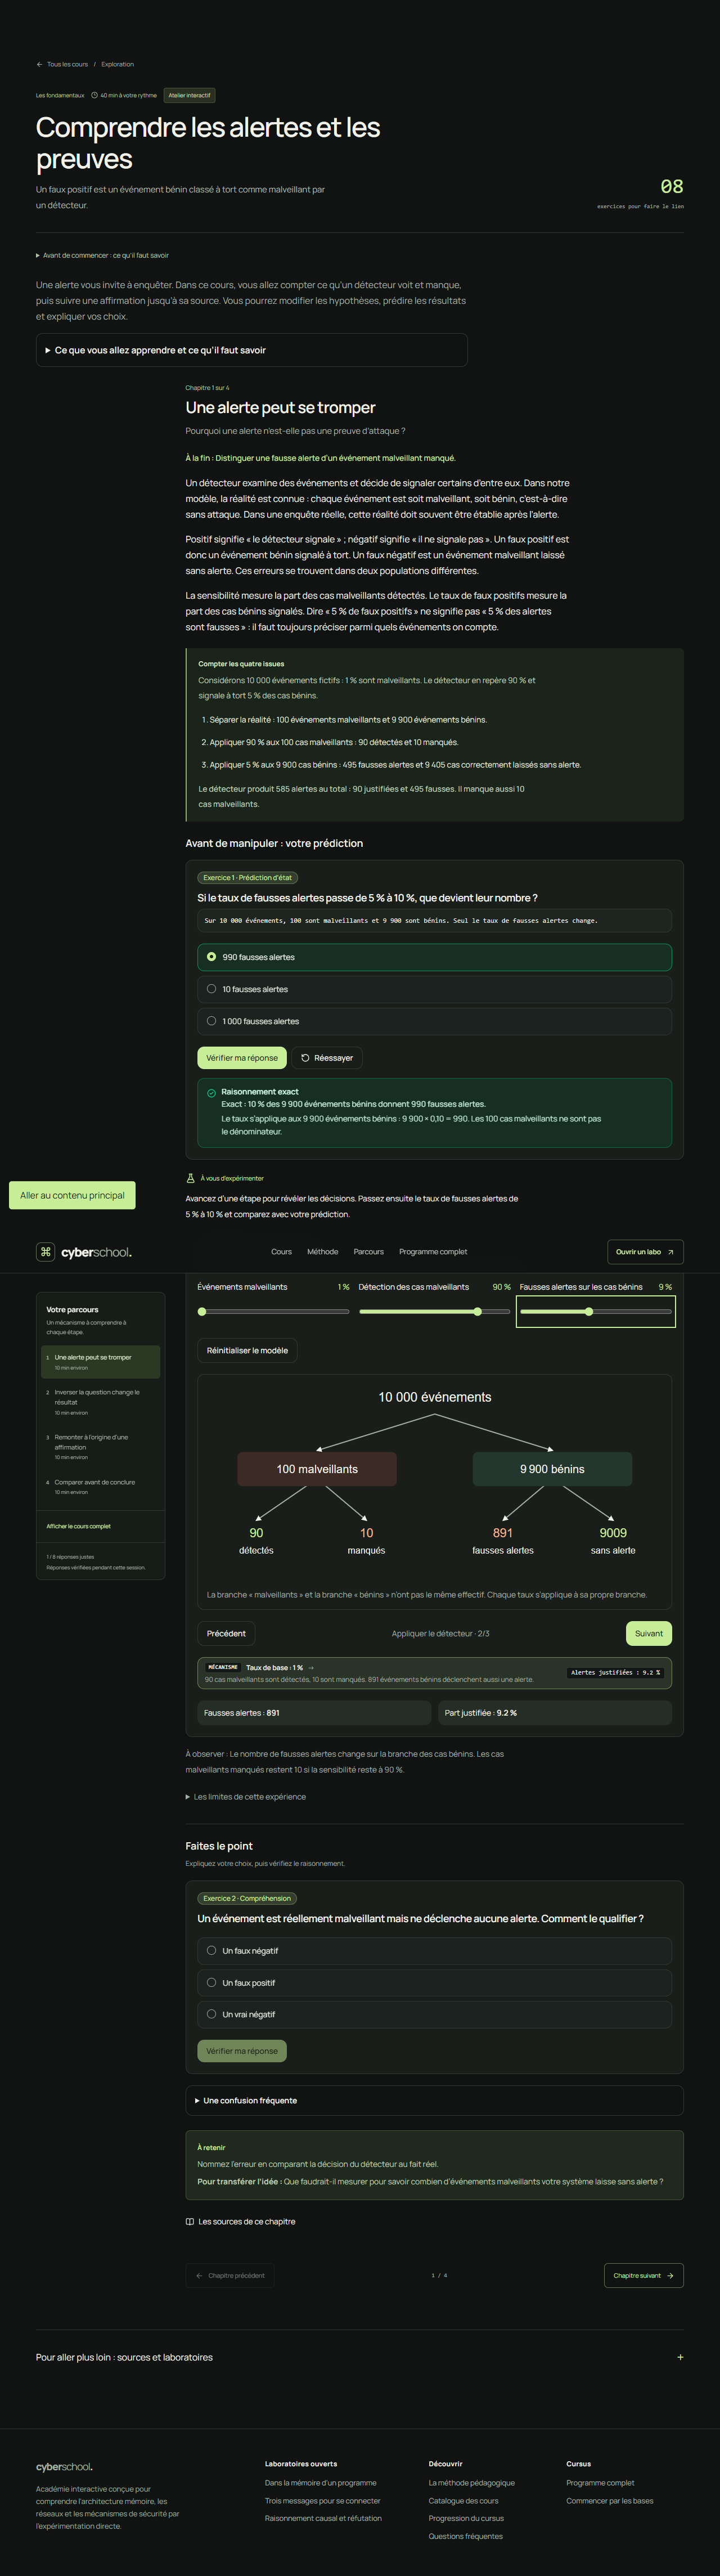 ← Tous les cours / Exploration
Les fondamentaux 40 min à votre rythme Atelier interactif
Comprendre les alertes et les
preuves
Un faux positif est un événement bénin classé à tort comme malveillant par
un détecteur.
08
exercices pour faire le lien
Avant de commencer : ce qu'il faut savoir
Une alerte vous invite à enquêter. Dans ce cours, vous allez compter ce qu'un détecteur voit et manque,
puis suivre une affirmation jusqu'à sa source. Vous pourrez modifier les hypothèses, prédire les résultats
et expliquer vos choix.
Ce que vous allez apprendre et ce qu'il faut savoir
Chapitre 1 sur 4
Une alerte peut se tromper
Pourquoi une alerte n'est-elle pas une preuve d'attaque ?
À la fin : Distinguer une fausse alerte d'un événement malveillant manqué.
Un détecteur examine des événements et décide de signaler certains d'entre eux. Dans notre
modèle, la réalité est connue : chaque événement est soit malveillant, soit bénin, c'est-à-dire
sans attaque. Dans une enquête réelle, cette réalité doit souvent être établie après l'alerte.
Positif signifie « le détecteur signale » ; négatif signifie « il ne signale pas ». Un faux positif est
donc un événement bénin signalé à tort. Un faux négatif est un événement malveillant laissé
sans alerte. Ces erreurs se trouvent dans deux populations différentes.
La sensibilité mesure la part des cas malveillants détectés. Le taux de faux positifs mesure la
part des cas bénins signalés. Dire « 5 % de faux positifs » ne signifie pas « 5 % des alertes
sont fausses » : il faut toujours préciser parmi quels événements on compte.
Compter les quatre issues
Considérons 10 000 événements fictifs : 1 % sont malveillants. Le détecteur en repère 90 % et
signale à tort 5 % des cas bénins.
1. Séparer la réalité : 100 événements malveillants et 9 900 événements bénins.
2. Appliquer 90 % aux 100 cas malveillants : 90 détectés et 10 manqués.
3. Appliquer 5 % aux 9 900 cas bénins : 495 fausses alertes et 9 405 cas correctement laissés sans alerte.
Le détecteur produit 585 alertes au total : 90 justifiées et 495 fausses. Il manque aussi 10
cas malveillants.
Avant de manipuler : votre prédiction
Exercice 1 · Prédiction d'état
Si le taux de fausses alertes passe de 5 % à 10 %, que devient leur nombre ?
Sur 10 000 événements, 100 sont malveillants et 9 900 sont bénins. Seul le taux de fausses alertes change.
990 fausses alertes
10 fausses alertes
1 000 fausses alertes
Vérifier ma réponse Réessayer
Raisonnement exact
Exact : 10 % des 9 900 événements bénins donnent 990 fausses alertes.
Le taux s'applique aux 9 900 événements bénins : 9 900 × 0,10 = 990. Les 100 cas malveillants ne sont pas
le dénominateur.
À vous d'expérimenter
Aller au contenu principal
Avancez d'une étape pour révéler les décisions. Passez ensuite le taux de fausses alertes de
5 % à 10 % et comparez avec votre prédiction.
cyberschool.
Cours Méthode Parcours Programme complet
Ouvrir un labo
Votre parcours
Un mécanisme à comprendre à
chaque étape.
1 Une alerte peut se tromper
10 min environ
2 Inverser la question change le
résultat
10 min environ
3 Remonter à l'origine d'une
affirmation
10 min environ
4 Comparer avant de conclure
10 min environ
Afficher le cours complet
1 / 8 réponses justes
Réponses vérifiées pendant cette session.
Événements malveillants 1 % Détection des cas malveillants 90 % Fausses alertes sur les cas bénins 9 %
Réinitialiser le modèle
10 000 événements
100 malveillants 9 900 bénins
90 10 891 9009
détectés manqués fausses alertes sans alerte
La branche « malveillants » et la branche « bénins » n'ont pas le même effectif. Chaque taux s'applique à sa propre branche.
Précédent Appliquer le détecteur · 2/3 Suivant
MÉCANISME Taux de base : 1 % →
90 cas malveillants sont détectés, 10 sont manqués. 891 événements bénins déclenchent aussi une alerte.
Alertes justifiées : 9.2 %
Fausses alertes : 891 Part justifiée : 9.2 %
À observer : Le nombre de fausses alertes change sur la branche des cas bénins. Les cas
malveillants manqués restent 10 si la sensibilité reste à 90 %.
Les limites de cette expérience
Faites le point
Expliquez votre choix, puis vérifiez le raisonnement.
Exercice 2 · Compréhension
Un événement est réellement malveillant mais ne déclenche aucune alerte. Comment le qualifier ?
Un faux négatif
Un faux positif
Un vrai négatif
Vérifier ma réponse
Une confusion fréquente
À retenir
Nommez l'erreur en comparant la décision du détecteur au fait réel.
Pour transférer l'idée : Que faudrait-il mesurer pour savoir combien d'événements malveillants votre système laisse sans alerte ?
Les sources de ce chapitre
← Chapitre précédent 1 / 4 Chapitre suivant →
Pour aller plus loin : sources et laboratoires +
cyberschool.
Académie interactive conçue pour
comprendre l'architecture mémoire, les
réseaux et les mécanismes de sécurité par
l'expérimentation directe.
Laboratoires ouverts
Dans la mémoire d'un programme
Trois messages pour se connecter
Raisonnement causal et réfutation
Découvrir
La méthode pédagogique
Catalogue des cours
Progression du cursus
Questions fréquentes
Cursus
Programme complet
Commencer par les bases